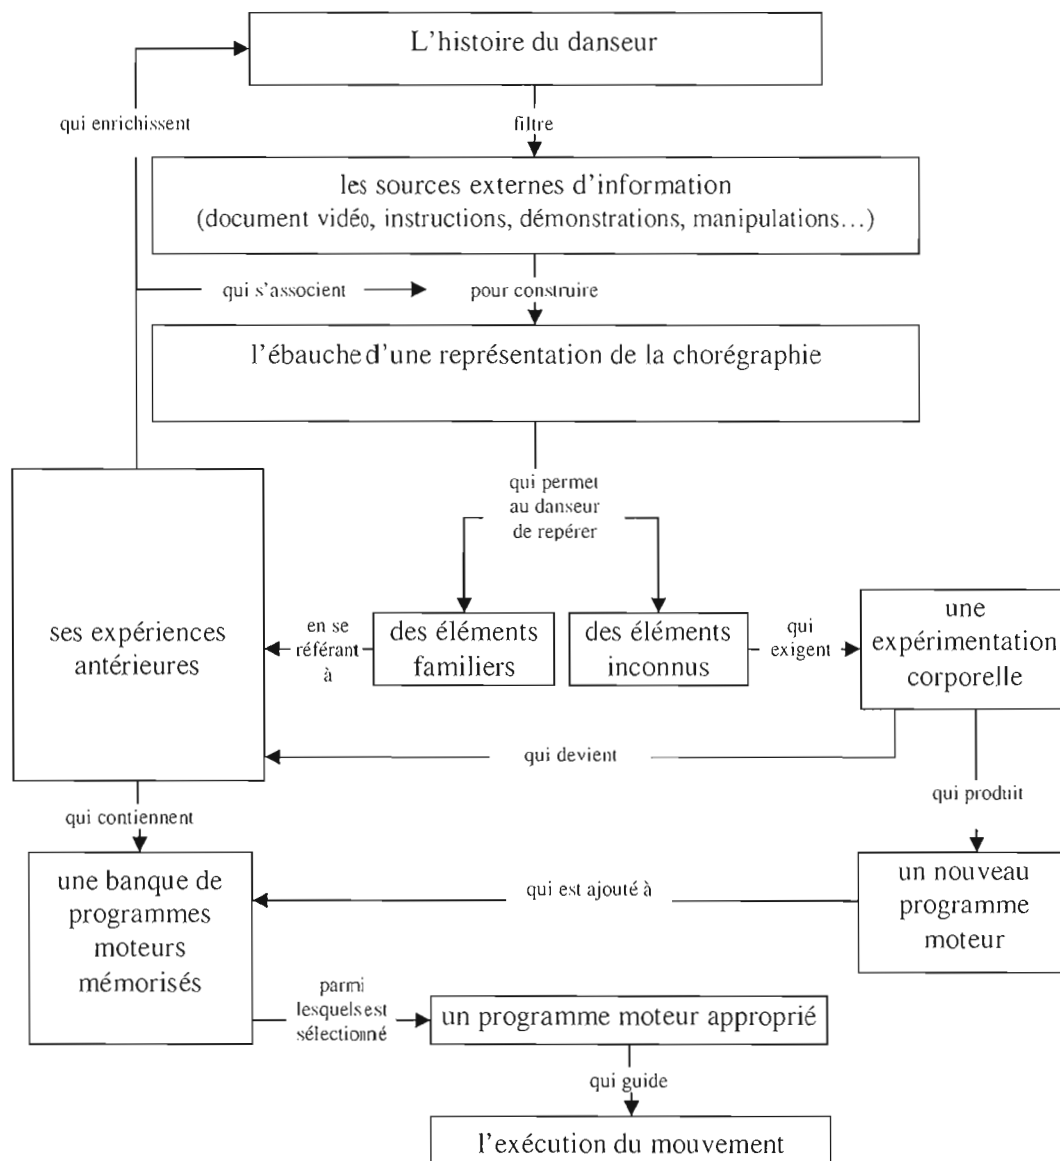 L'histoire du danseur
qui enrichissent
filtre
les sources externes d'information
(document vidéo, instructions, démonstrations, manipulations...)
qui s'associent
pour construire
l'ébauche d'une représentation de la chorégraphie
qui permet
au danseur
de repérer
ses expériences
antérieures
en se
référant
à
des éléments
familiers
des éléments
inconnus
qui
exigent
une
expérimentation
corporelle
qui devient
qui contiennent
qui produit
une banque de
programmes
moteurs
mémorisés
qui est ajouté à
un nouveau
programme
moteur
parmi
lesquels est
sélectionné
un programme moteur approprié
qui guide
l'exécution du mouvement